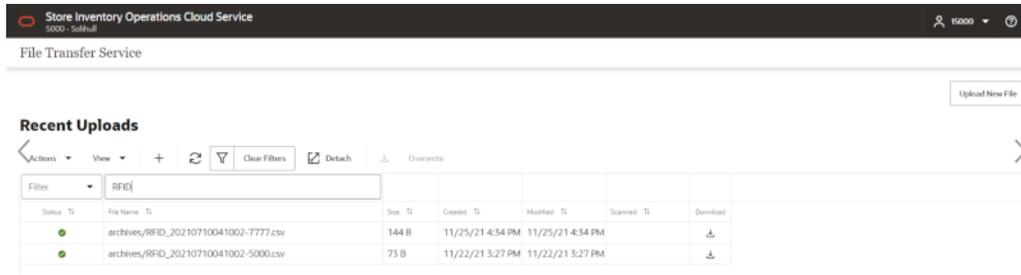 Store Inventory Operations Cloud Service
5000 - Solihull
15000
File Transfer Service
Upload New File
Recent Uploads
Actions View Clear Filters Detach Overwrite
Filter RFID
Status File Name Size Created Modified Scanned Download
archives/RFID_20210710041002-7777.csv 144 B 11/25/21 4:34 PM 11/25/21 4:34 PM
archives/RFID_20210710041002-5000.csv 73 B 11/22/21 3:27 PM 11/22/21 3:27 PM